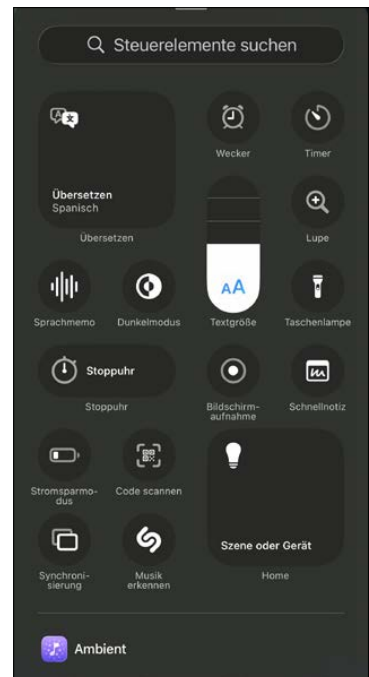 Steuerelemente suchen
Übersetzen
Spanisch
Übersetzen
Wecker
Timer
Lupe
Sprachmemo
Dunkelmodus
AA
Textgröße
Taschenlampe
Stoppuhr
Stoppuhr
Bildschirm-
aufnahme
Schnellnotiz
Stromsparmo-
dus
Code scannen
Szene oder Gerät
Home
Synchroni-
sierung
Musik
erkennen
Ambient